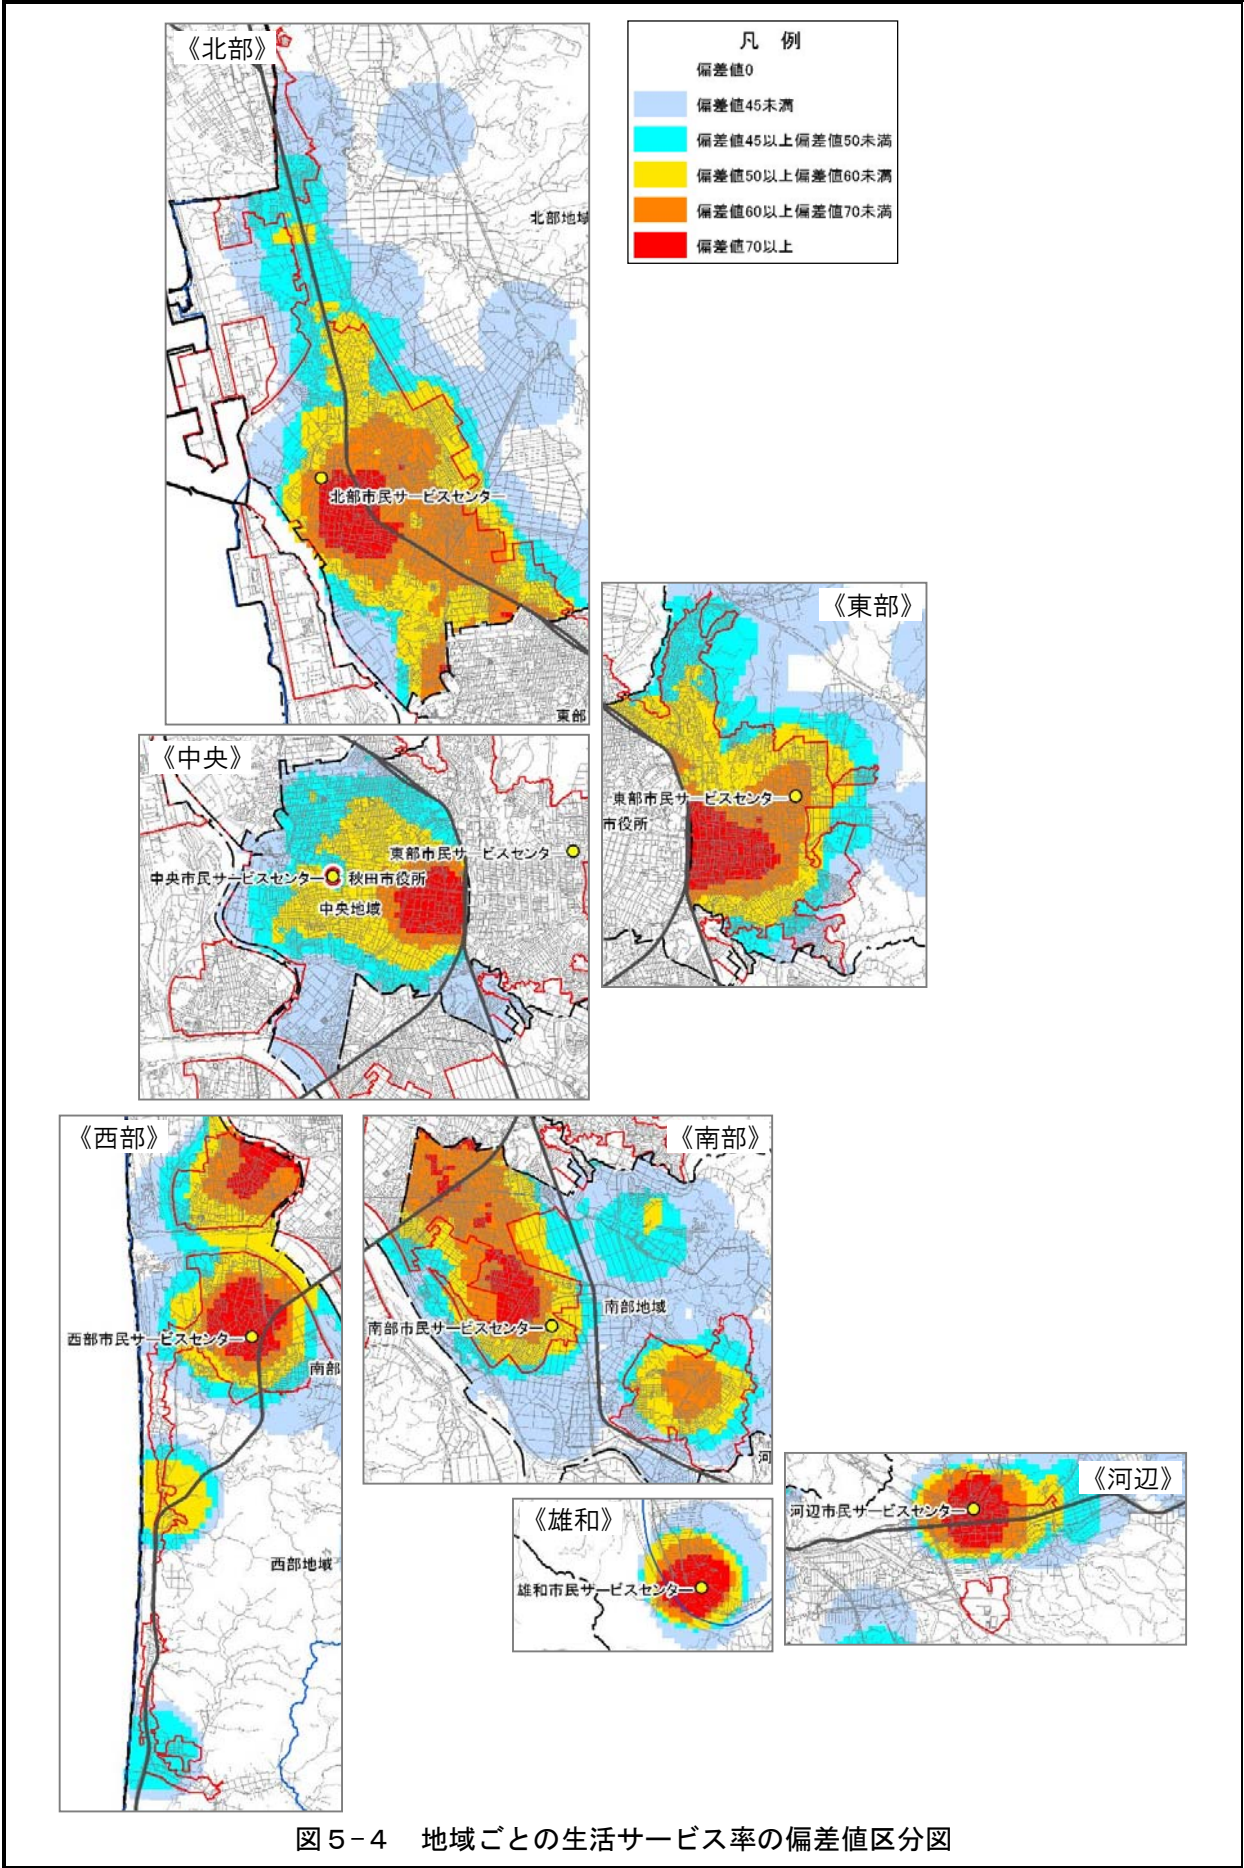 《北部》
凡 例
偏差値0
偏差値45未満
偏差値45以上偏差値50未満
偏差値50以上偏差値60未満
偏差値60以上偏差値70未満
偏差値70以上
北部地域
北部市民サービスセンター
東部
《東部》
東部市民サービスセンター
市役所
《中央》
東部市民サービスセンタ
中央市民サービスセンター
秋田市役所
中央地域
《西部》
西部市民サービスセンター
南部
西部地域
《南部》
南部地域
南部市民サービスセンター
河
《河辺》
河辺市民サービスセンター
《雄和》
雄和市民サービスセンター
図5-4 地域ごとの生活サービス率の偏差値区分図